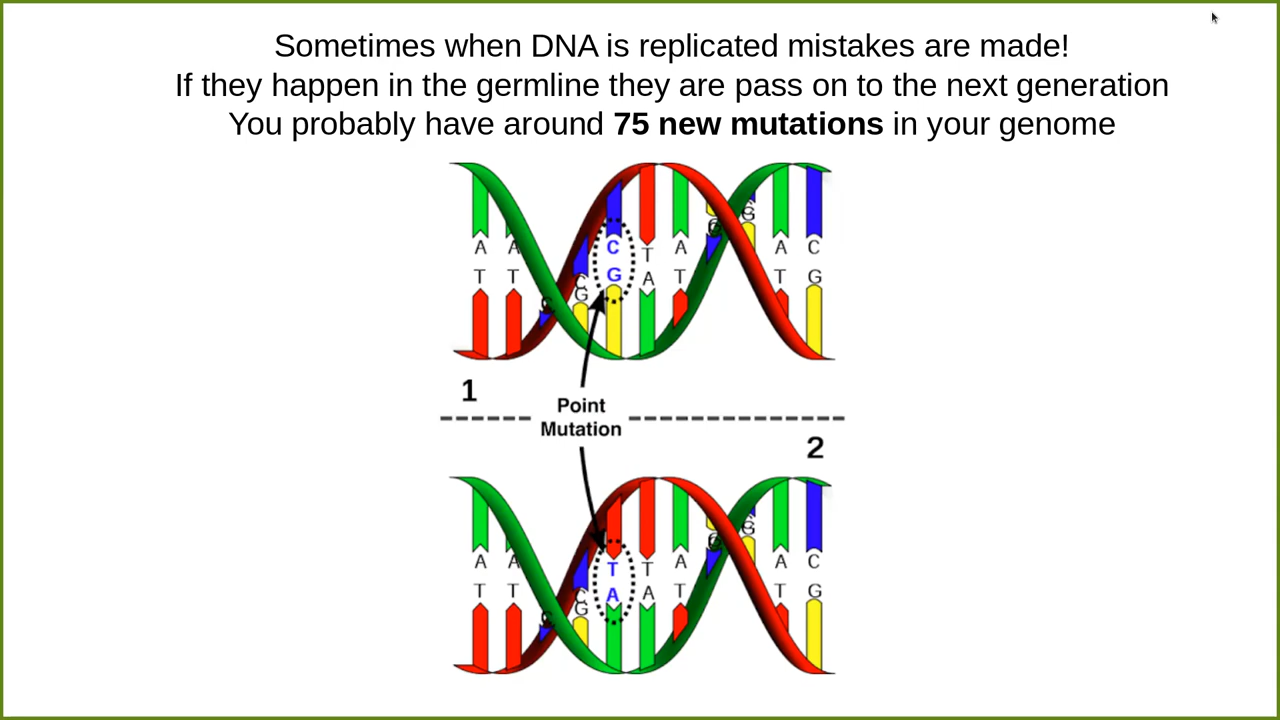 Sometimes when DNA is replicated mistakes are made!
If they happen in the germline they are pass on to the next generation
You probably have around 75 new mutations in your genome
A A C C T A G A C
T T G G A T T G
1
Point
Mutation
2
A A C T T A G A C
T T G A A T T G